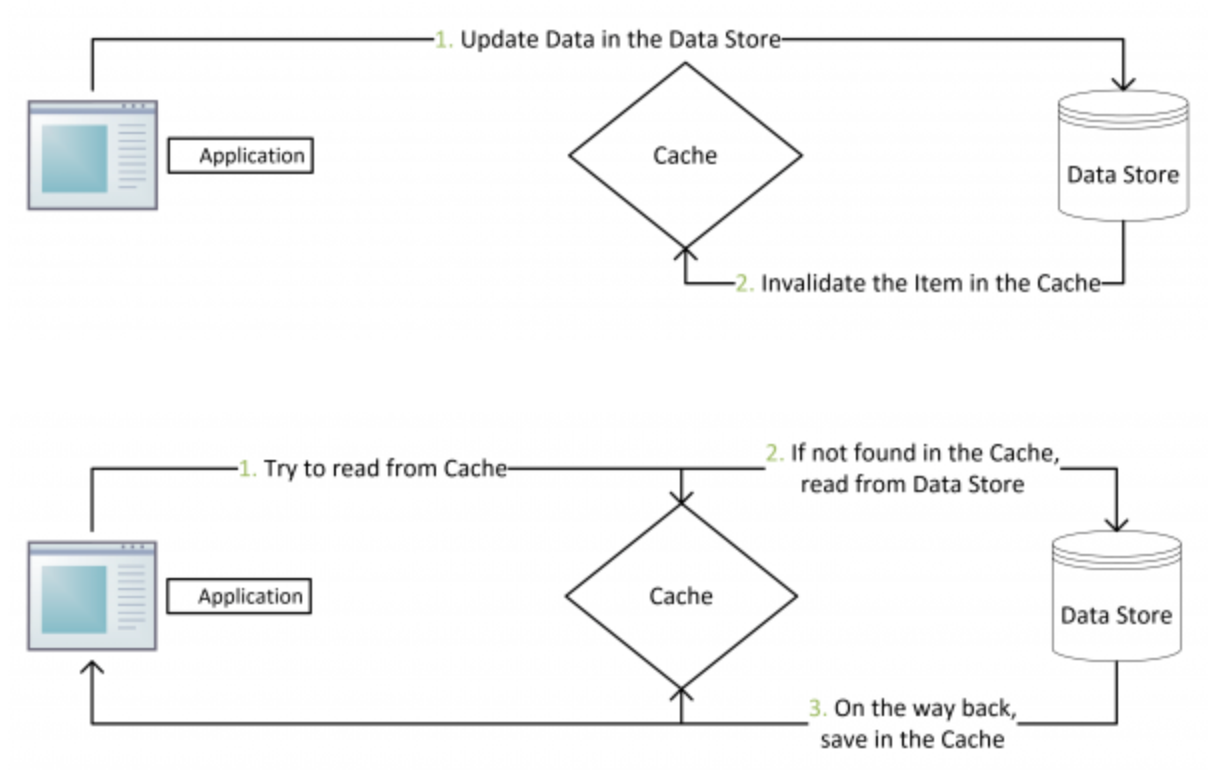 1. Update Data in the Data Store
Application
Cache
Data Store
2. Invalidate the Item in the Cache
1. Try to read from Cache
2. If not found in the Cache,
read from Data Store
Application
Cache
Data Store
3. On the way back,
save in the Cache